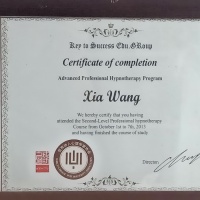 Key to Success Edu.GRoup
Certificate of completion
Advanced Professional Hypnotherapy Program
Xia Wang
We hereby certify that you having
attended the Second-Level Professional hypnotherapy
Course from October 1st to 7th, 2013
and having finished the course of study.
Director: